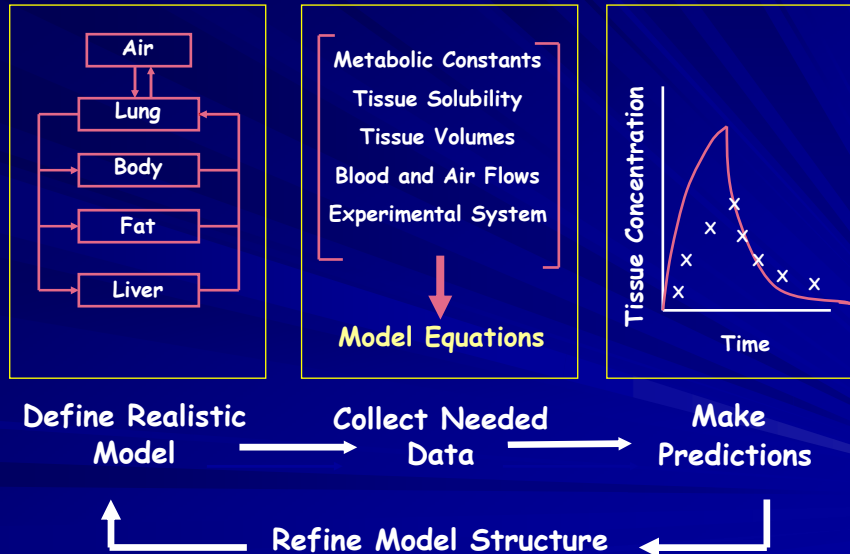 Air
Lung
Body
Fat
Liver
Metabolic Constants
Tissue Solubility
Tissue Volumes
Blood and Air Flows
Experimental System
Model Equations
Tissue Concentration
x
x
x
x
x
x
x
x
Time
Define Realistic
Model
Collect Needed
Data
Make
Predictions
Refine Model Structure